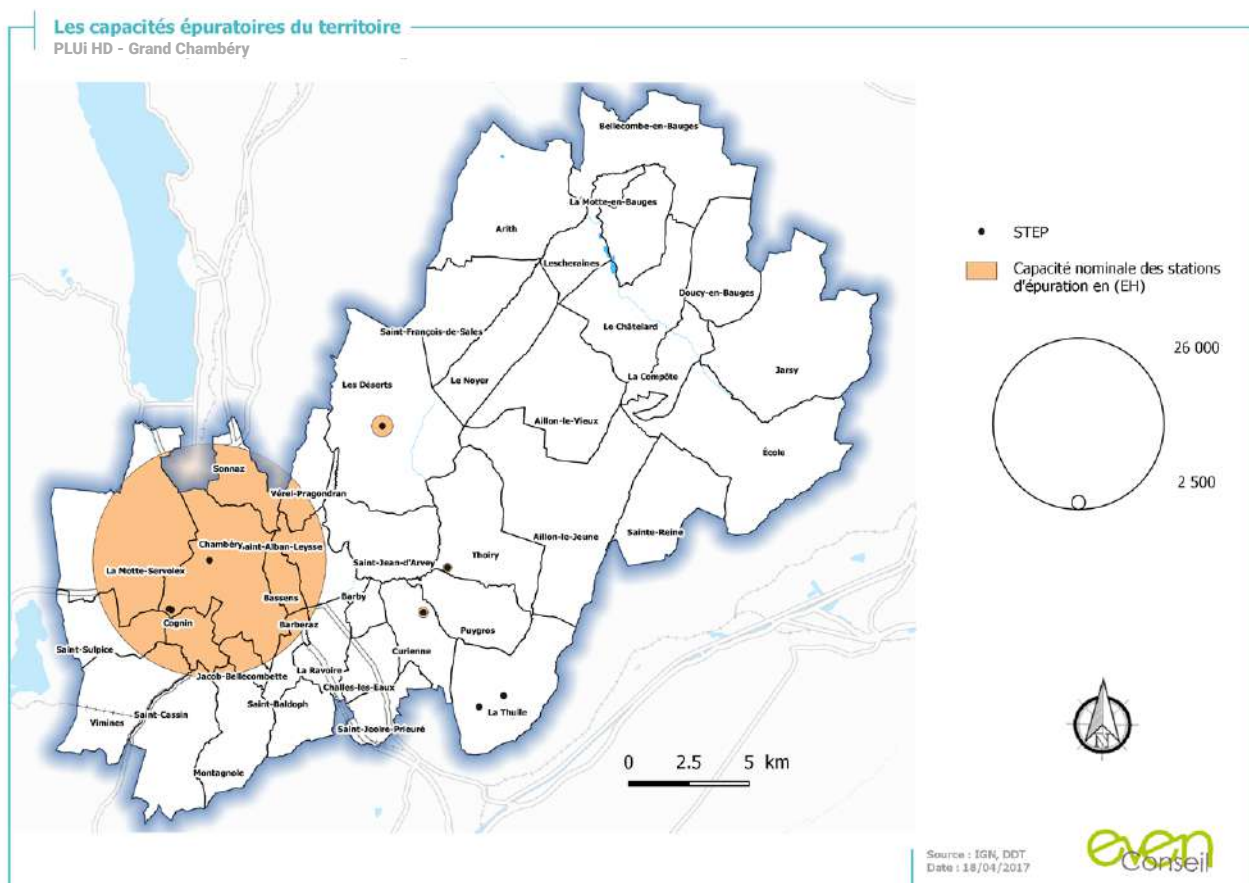 Les capacités épuratoires du territoire
PLUi HD - Grand Chambéry
Bellecombe-en-Bauges
La Motte-en-Bauges
Arith
Lescheraines
Doucy-en-Bauges
Saint-François-de-Sales
Le Châtelard
Jarsy
La Compôte
Les Déserts
Le Noyer
Aillon-le-Vieux
École
Sonnaz
Vérel-Pragondran
Sainte-Reine
Aillon-le-Jeune
Chambéry
Saint-Alban-Leysse
Thoiry
Saint-Jean-d'Arvey
La Motte-Servolex
Bassens
Barby
Cognin
Barberaz
Puygros
Saint-Sulpice
Curienne
La Ravoire
Jacob-Bellecombette
Challes-les-Eaux
Saint-Baldoph
La Thuile
Saint-Cassin
Vimines
Saint-Jeoire-Prieuré
Montagnole
STEP
Capacité nominale des stations
d'épuration en (EH)
26 000
2 500
0 2.5 5 km
N
Source : IGN, DDT
Date : 18/04/2017
even
Conseil